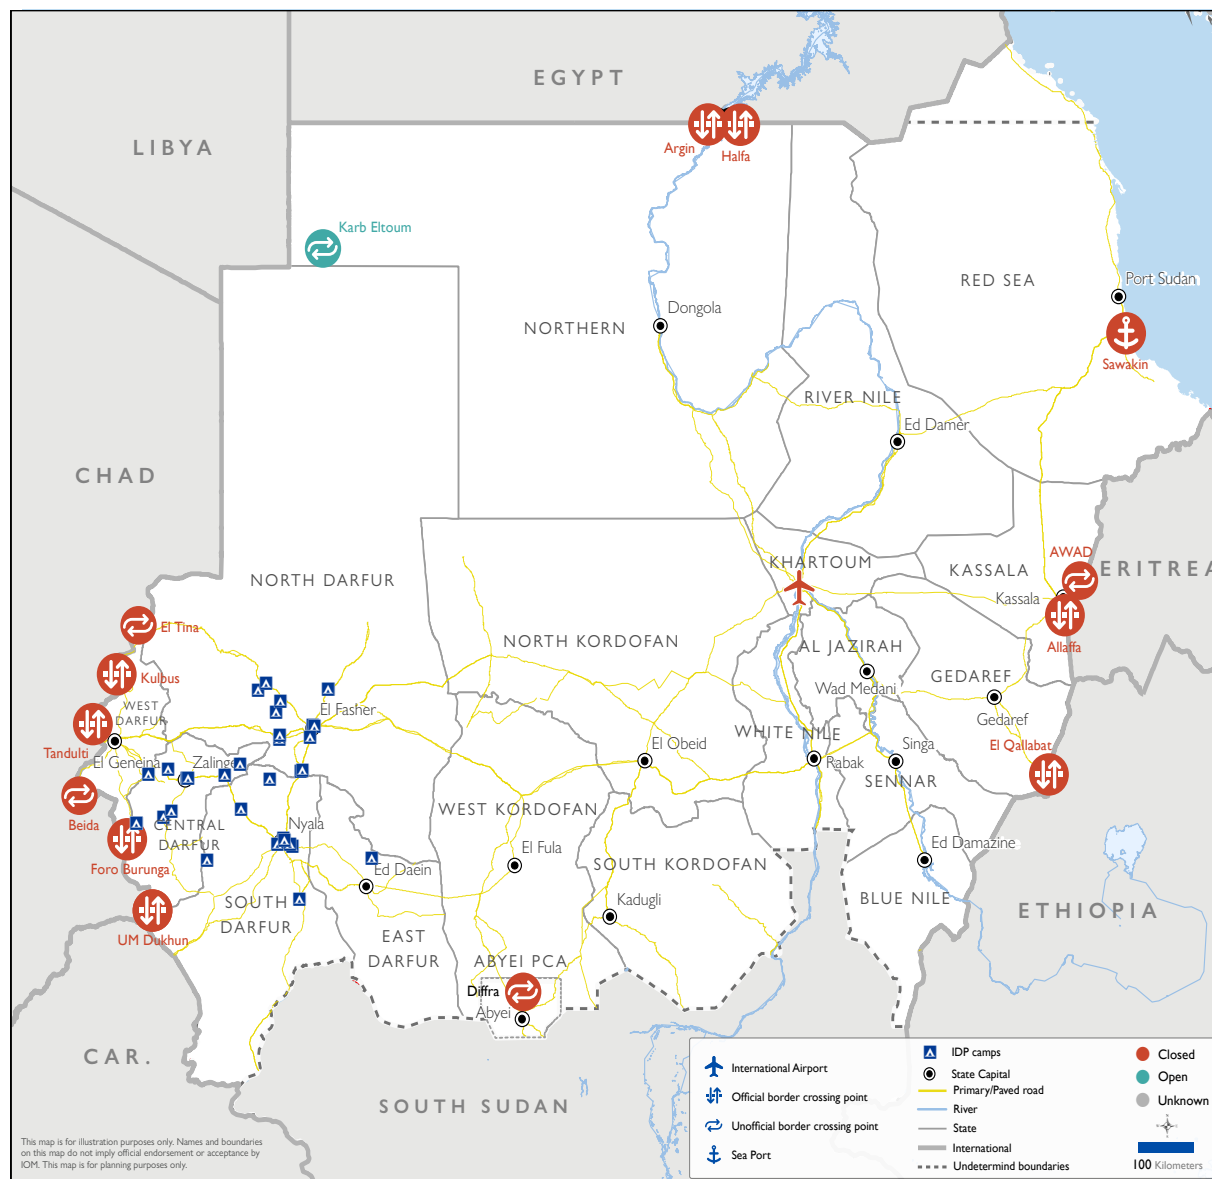 EGYPT
LIBYA
Argin
Halfa
Karb Eltoum
RED SEA
Port Sudan
Dongola
NORTHERN
Sawakin
RIVER NILE
Ed Damer
CHAD
AWAD
KHARTOUM
KASSALA
ERITREA
NORTH DARFUR
Kassala
El Tina
NORTH KORDOFAN
AL JAZIRAH
Allaffa
Kulbus
GEDAREF
Wad Medani
WEST
DARFUR
El Fasher
Gedaref
Tandulti
WHITE NILE
El Obeid
Singa
El Qallabat
El Geneina
Zalinge
Rabak
SENNAR
WEST KORDOFAN
Beida
CENTRAL
DARFUR
Nyala
Ed Damazine
El Fula
SOUTH KORDOFAN
Foro Burunga
Ed Daein
Kadugli
BLUE NILE
SOUTH
DARFUR
ETHIOPIA
UM Dukhun
EAST
DARFUR
ABYEI PCA
Diffra
Abyei
CAR.
SOUTH SUDAN
International Airport
Official border crossing point
Unofficial border crossing point
Sea Port
IDP camps
State Capital
Primary/Paved road
River
State
International
Undetermind boundaries
Closed
Open
Unknown
100 Kilometers
This map is for illustration purposes only. Names and boundaries
on this map do not imply official endorsement or acceptance by
IOM. This map is for planning purposes only.